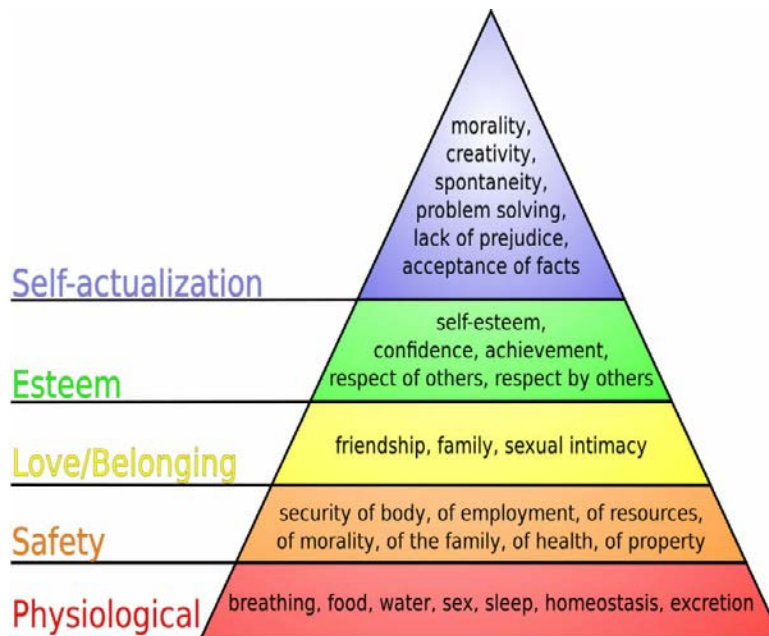 morality,
creativity,
spontaneity,
problem solving,
lack of prejudice,
acceptance of facts
Self-actualization
self-esteem,
confidence, achievement,
respect of others, respect by others
Esteem
friendship, family, sexual intimacy
Love/Belonging
security of body, of employment, of resources,
of morality, of the family, of health, of property
Safety
breathing, food, water, sex, sleep, homeostasis, excretion
Physiological